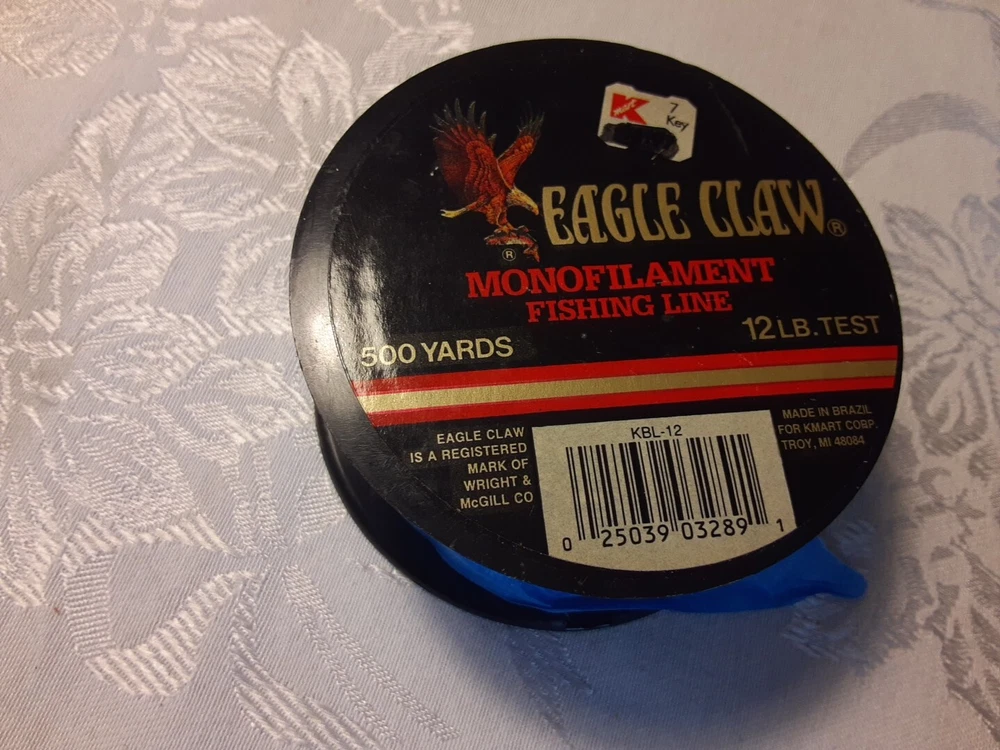 Kmart
7
Key
EAGLE CLAW®
®
MONOFILAMENT
FISHING LINE
500 YARDS
12 LB. TEST
EAGLE CLAW
IS A REGISTERED
MARK OF
WRIGHT &
McGILL CO
KBL-12
0 25039 03289 1
MADE IN BRAZIL
FOR KMART CORP.
TROY, MI 48084